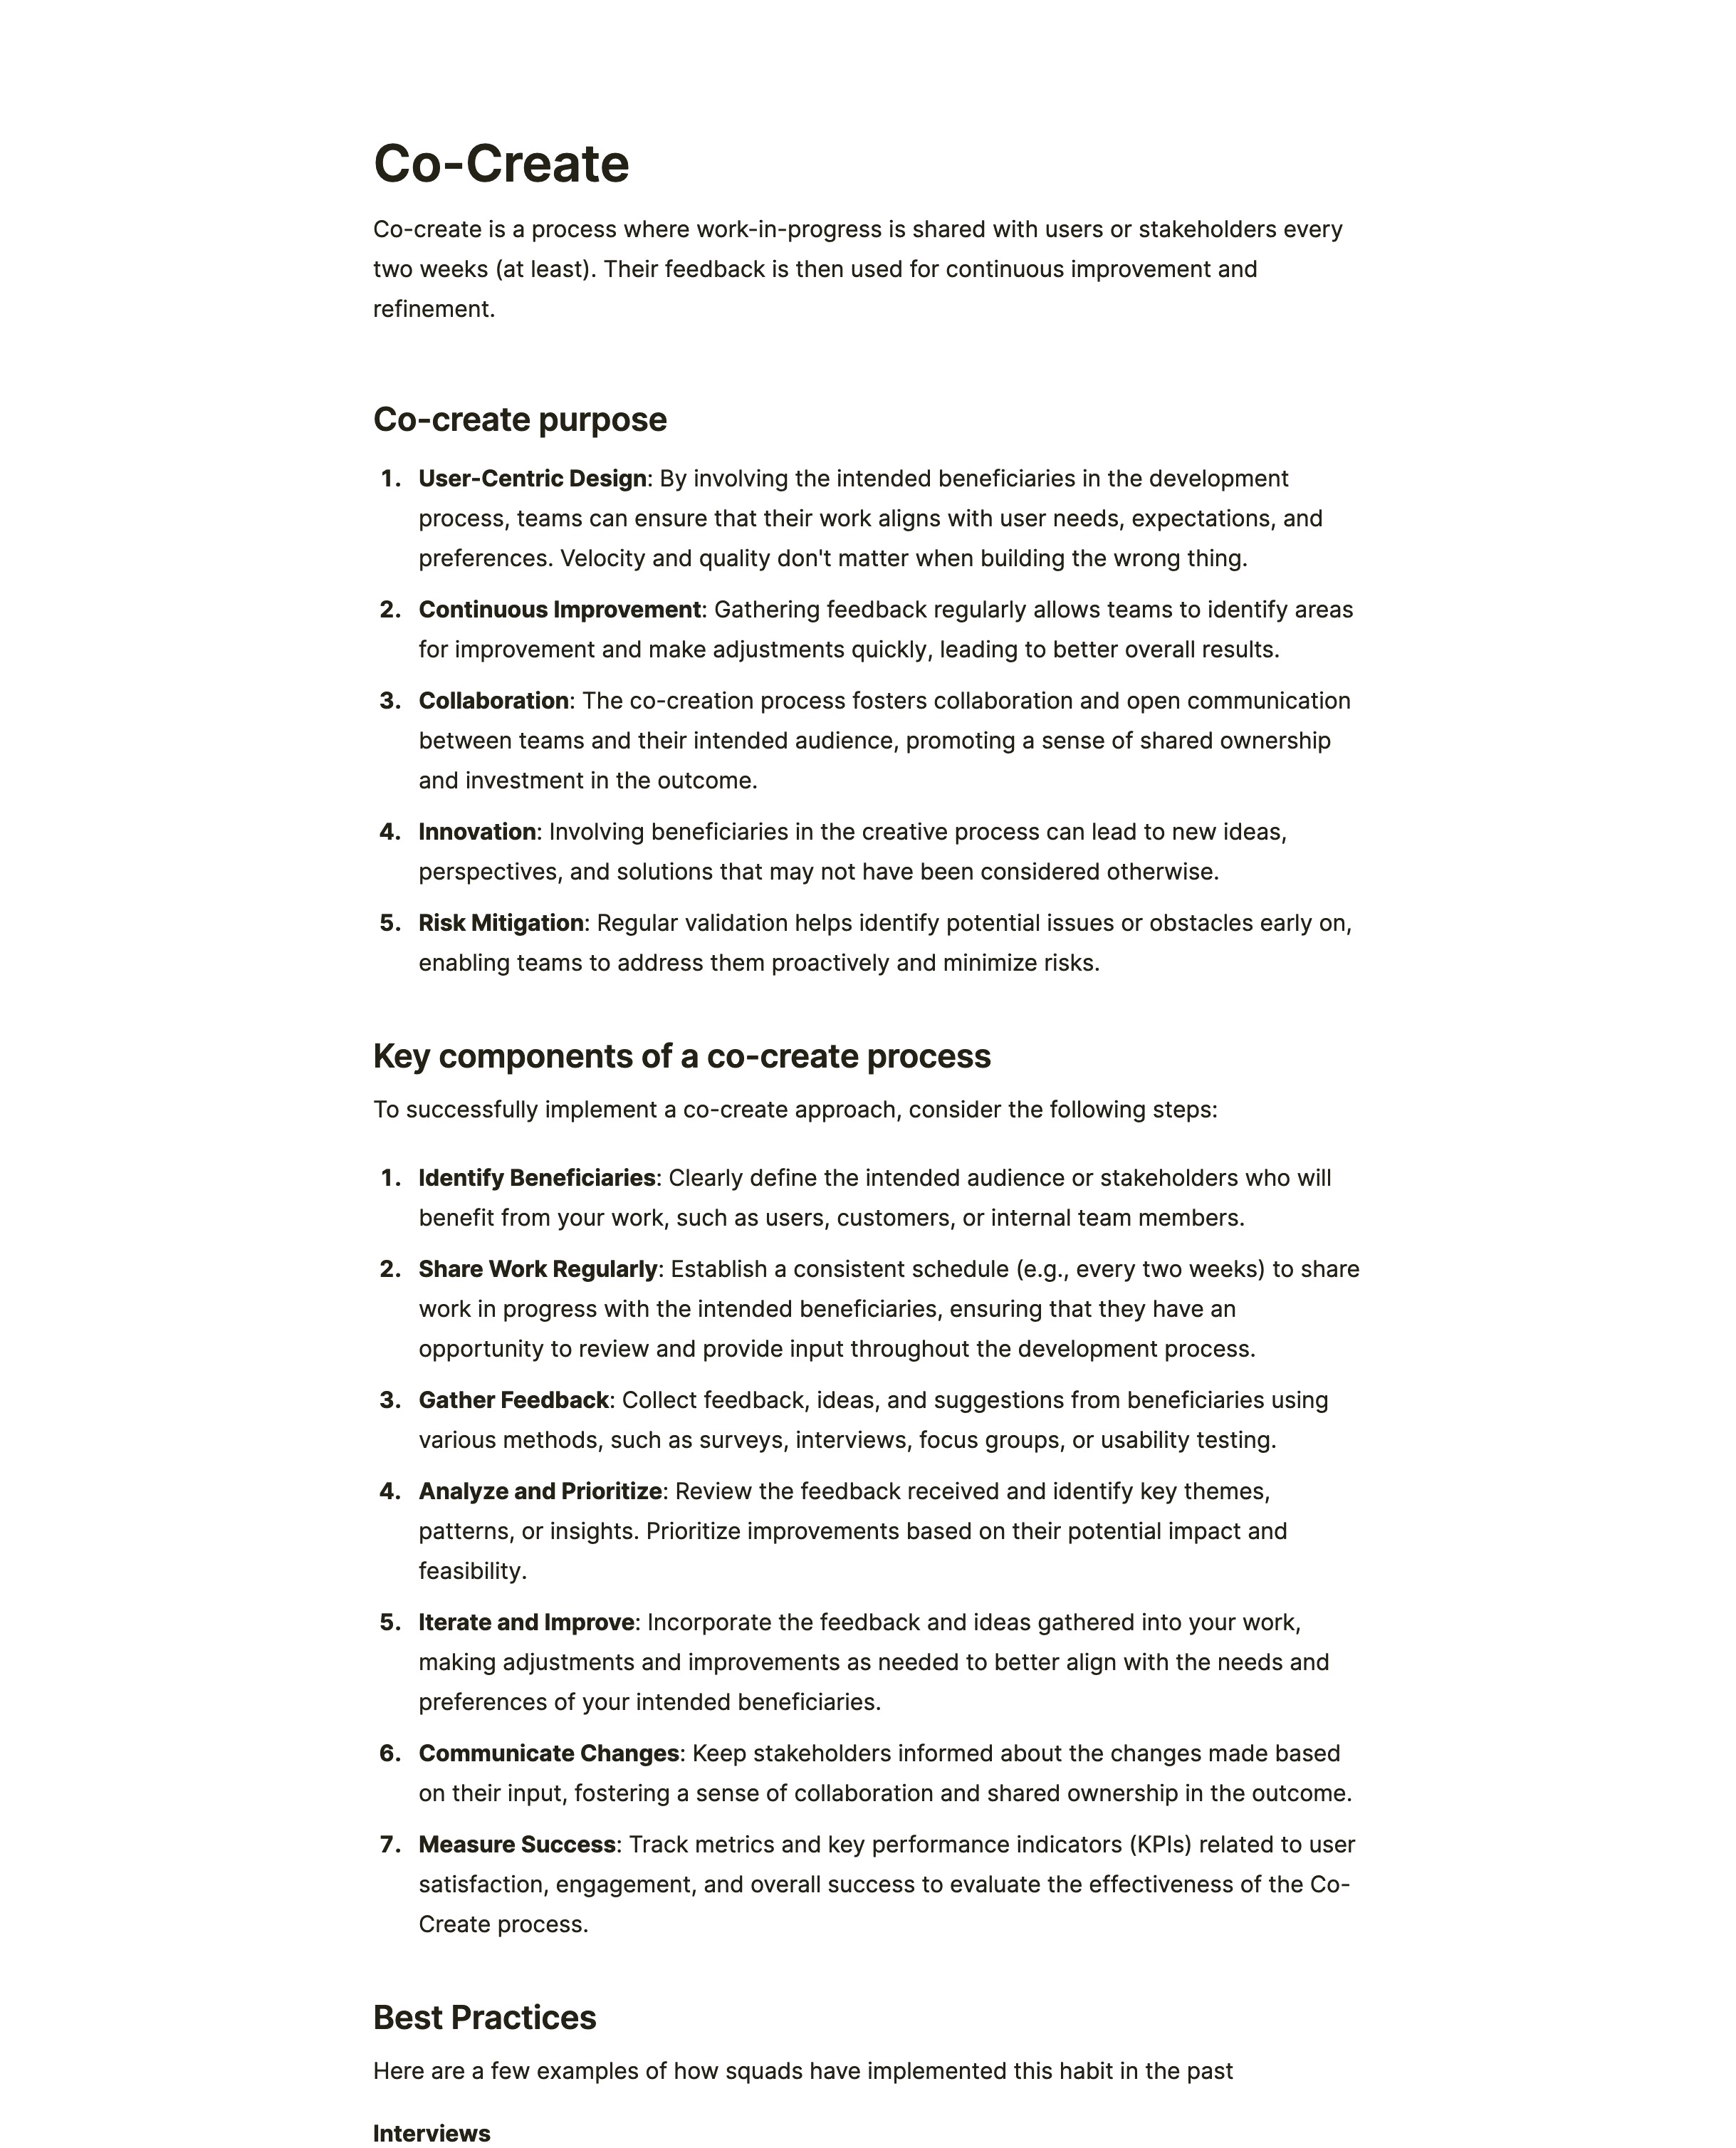 Co-Create
Co-create is a process where work-in-progress is shared with users or stakeholders every
two weeks (at least). Their feedback is then used for continuous improvement and
refinement.
Co-create purpose
1. User-Centric Design: By involving the intended beneficiaries in the development
process, teams can ensure that their work aligns with user needs, expectations, and
preferences. Velocity and quality don't matter when building the wrong thing.
2. Continuous Improvement: Gathering feedback regularly allows teams to identify areas
for improvement and make adjustments quickly, leading to better overall results.
3. Collaboration: The co-creation process fosters collaboration and open communication
between teams and their intended audience, promoting a sense of shared ownership
and investment in the outcome.
4. Innovation: Involving beneficiaries in the creative process can lead to new ideas,
perspectives, and solutions that may not have been considered otherwise.
5. Risk Mitigation: Regular validation helps identify potential issues or obstacles early on,
enabling teams to address them proactively and minimize risks.
Key components of a co-create process
To successfully implement a co-create approach, consider the following steps:
1. Identify Beneficiaries: Clearly define the intended audience or stakeholders who will
benefit from your work, such as users, customers, or internal team members.
2. Share Work Regularly: Establish a consistent schedule (e.g., every two weeks) to share
work in progress with the intended beneficiaries, ensuring that they have an
opportunity to review and provide input throughout the development process.
3. Gather Feedback: Collect feedback, ideas, and suggestions from beneficiaries using
various methods, such as surveys, interviews, focus groups, or usability testing.
4. Analyze and Prioritize: Review the feedback received and identify key themes,
patterns, or insights. Prioritize improvements based on their potential impact and
feasibility.
5. Iterate and Improve: Incorporate the feedback and ideas gathered into your work,
making adjustments and improvements as needed to better align with the needs and
preferences of your intended beneficiaries.
6. Communicate Changes: Keep stakeholders informed about the changes made based
on their input, fostering a sense of collaboration and shared ownership in the outcome.
7. Measure Success: Track metrics and key performance indicators (KPIs) related to user
satisfaction, engagement, and overall success to evaluate the effectiveness of the Co-
Create process.
Best Practices
Here are a few examples of how squads have implemented this habit in the past
Interviews